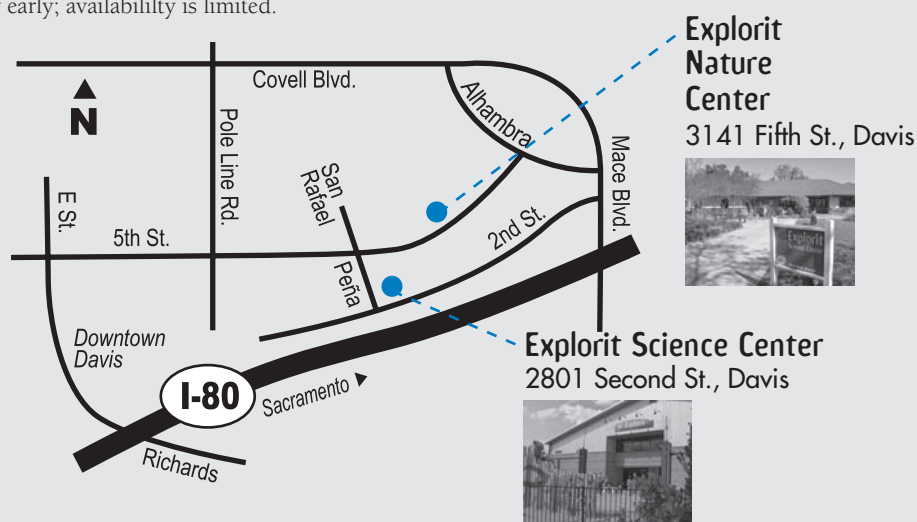 early; availabililty is limited.
Explorit
Nature
Center
3141 Fifth St., Davis
Covell Blvd.
N
Alhambra
Pole Line Rd.
San
Rafael
Mace Blvd.
E St.
5th St.
2nd St.
Peña
Downtown
Davis
I-80
Sacramento
Richards
Explorit Science Center
2801 Second St., Davis
Explorit